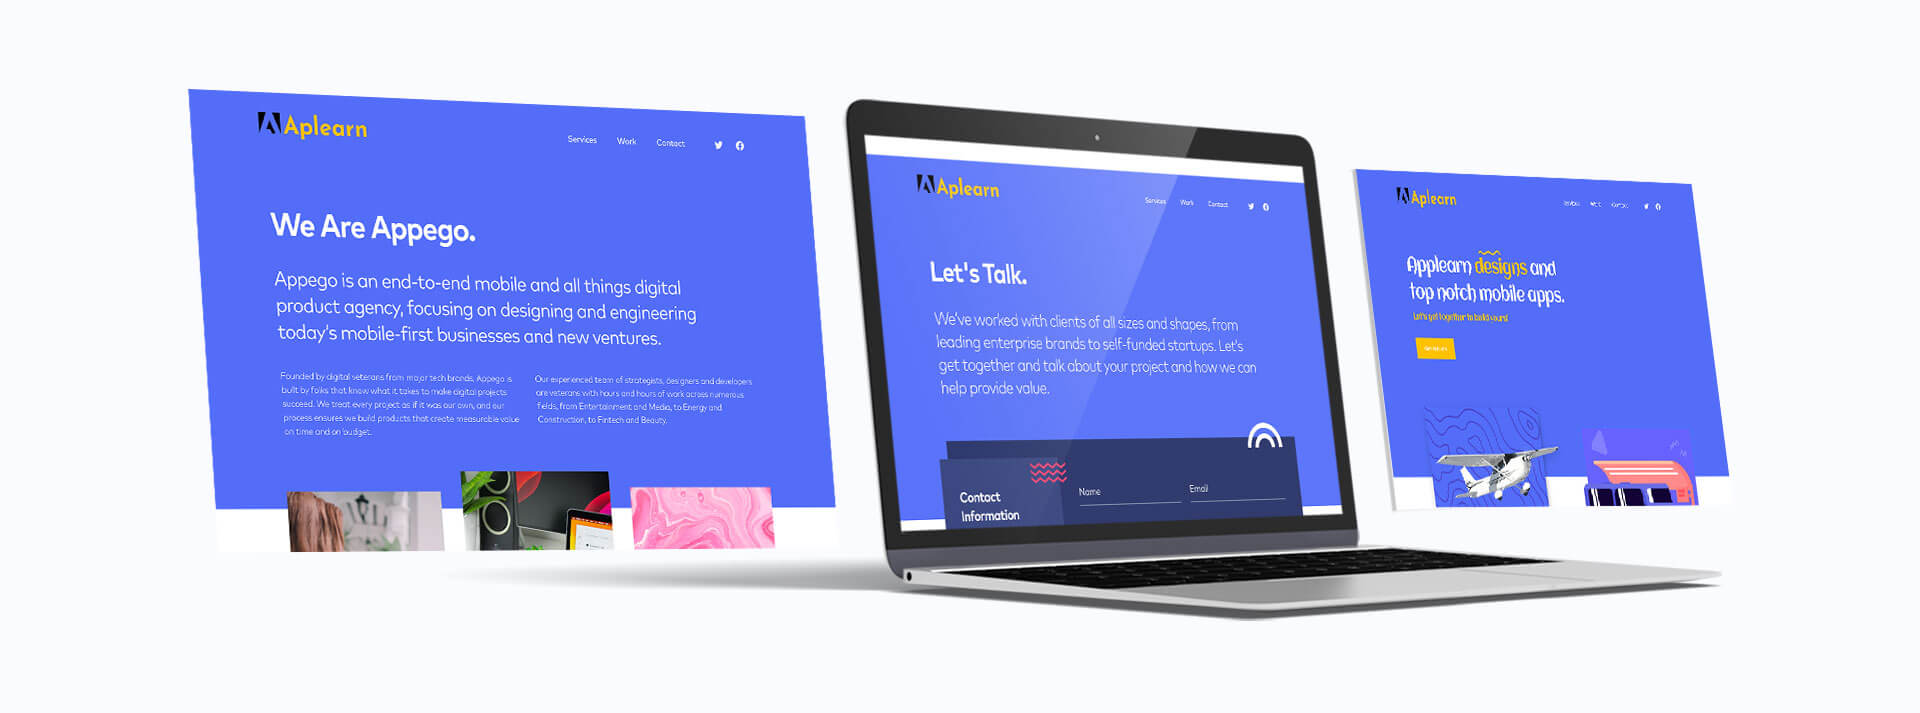 Aplearn
Services Work Contact
We Are Appego.
Appego is an end-to-end mobile and all things digital
product agency, focusing on designing and engineering
today's mobile-first businesses and new ventures.
Founded by digital veterans from major tech brands, Appego is
built by folks that know what it takes to make digital projects
succeed. We treat every project as if it was our own, and our
process ensures we build products that create measurable value
on time and on budget.
Our experienced team of strategists, designers and developers
are veterans with hours and hours of work across numerous
fields, from Entertainment and Media, to Energy and
Construction, to Fintech and Beauty.
Aplearn
Services Work Contact
Let's Talk.
We've worked with clients of all sizes and shapes, from
leading enterprise brands to self-funded startups. Let's
get together and talk about your project and how we can
help provide value.
Contact
Information
Name
Email
Aplearn
Services Work Contact
Applearn designs and
top notch mobile apps.
Let's get together to build yours!